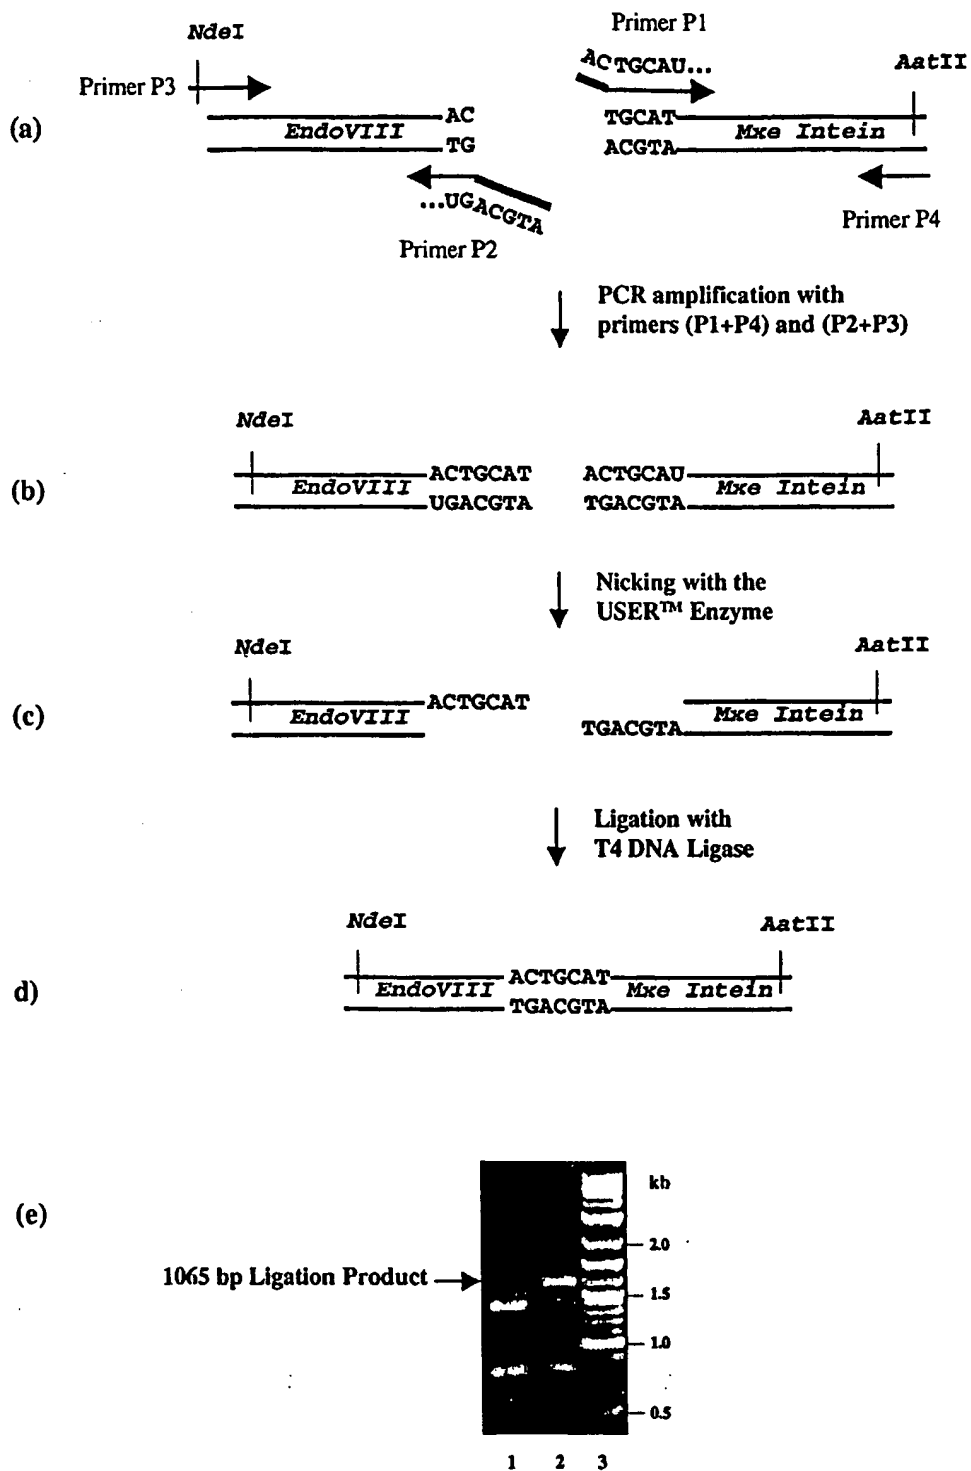 NdeI
Primer P1
ACTGCAU...
AatII
Primer P3
(a)
AC
TGCAT
EndoVIII
Mxe Intein
TG
ACGTA
...UGACGTA
Primer P4
Primer P2
PCR amplification with
primers (P1+P4) and (P2+P3)
NdeI
AatII
(b)
ACTGCAT
ACTGCAU
EndoVIII
Mxe Intein
UGACGTA
TGACGTA
Nicking with the
USER™ Enzyme
NdeI
AatII
(c)
ACTGCAT
EndoVIII
Mxe Intein
TGACGTA
Ligation with
T4 DNA Ligase
NdeI
AatII
d)
ACTGCAT
EndoVIII
Mxe Intein
TGACGTA
(e)
kb
2.0
1065 bp Ligation Product
1.5
1.0
0.5
1 2 3